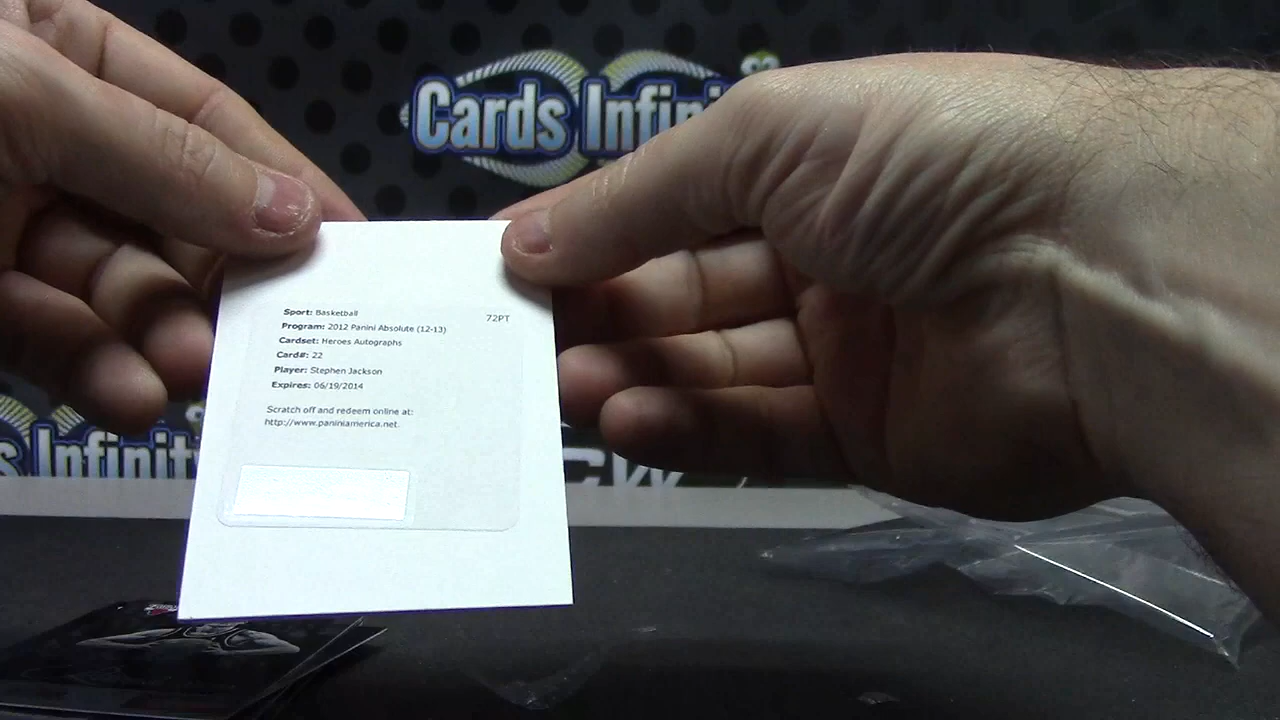 Cards Infini
Sport: Basketball
72PT
Program: 2012 Panini Absolute (12-13)
Cardset: Heroes Autographs
Card#: 22
Player: Stephen Jackson
Expires: 06/19/2014
Scratch off and redeem online at:
http://www.paniniamerica.net.
s Infinity